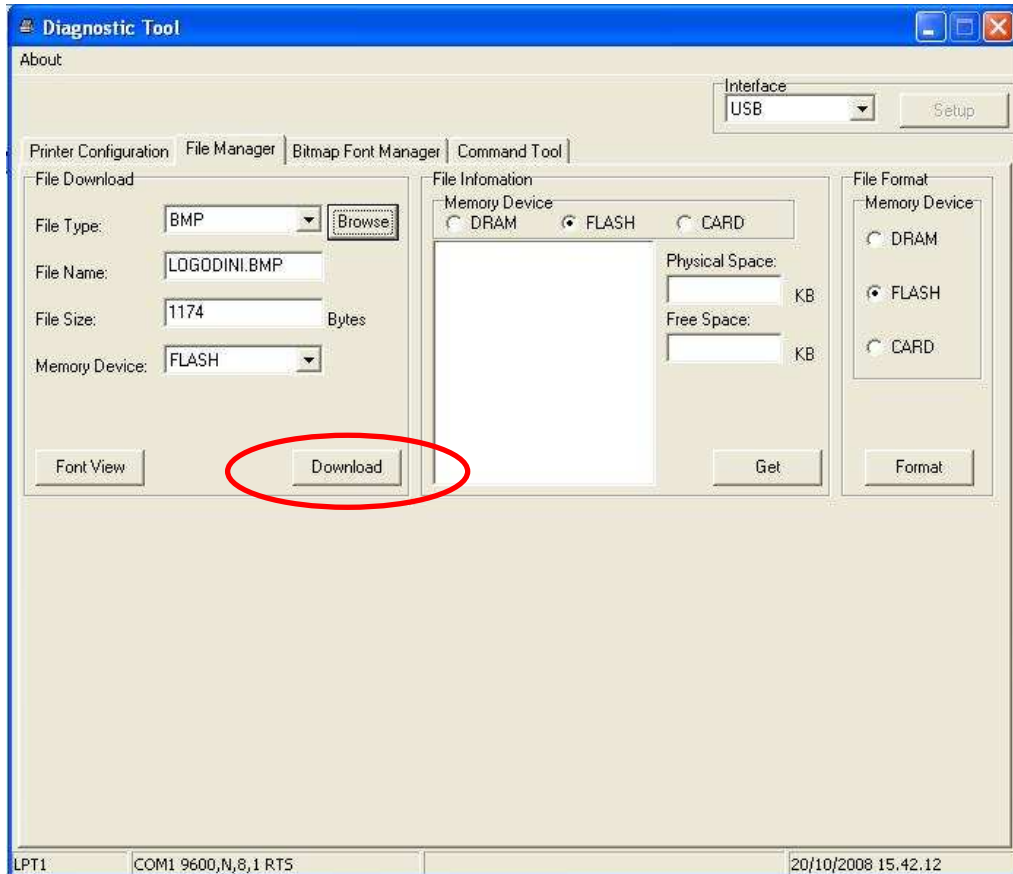 Diagnostic Tool
About
Interface
USB
Setup
Printer Configuration File Manager Bitmap Font Manager Command Tool
File Download
File Type: BMP Browse
File Name: LOGODINI.BMP
File Size: 1174 Bytes
Memory Device: FLASH
Font View Download
File Infomation
Memory Device
DRAM FLASH CARD
Physical Space:
KB
Free Space:
KB
Get
File Format
Memory Device
DRAM
FLASH
CARD
Format
LPT1 COM1 9600,N,8,1 RTS 20/10/2008 15.42.12